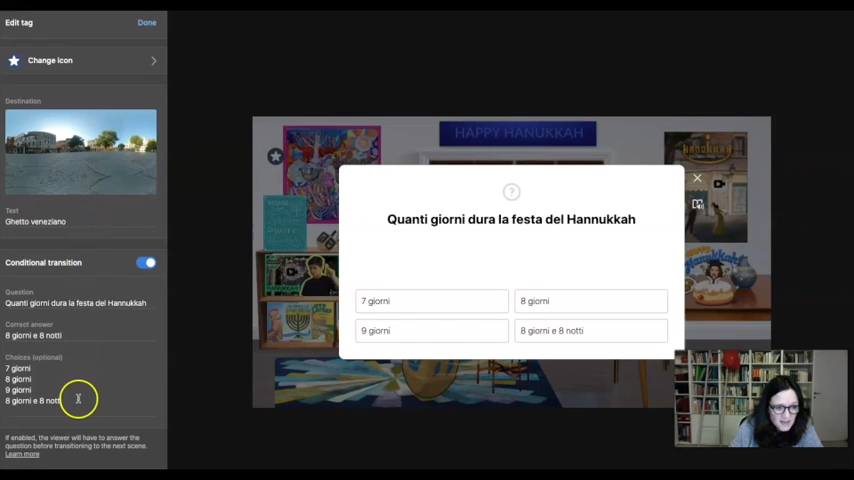 Edit tag
Done
Change icon
Destination
Text
Ghetto veneziano
Conditional transition
Question
Quanti giorni dura la festa del Hannukkah
Correct answer
8 giorni e 8 notti
Choices (optional)
7 giorni
8 giorni
9 giorni
8 giorni e 8 notti
If enabled, the viewer will have to answer the
question before transitioning to the next scene.
Learn more
HAPPY HANUKKAH
?
Quanti giorni dura la festa del Hannukkah
7 giorni
8 giorni
9 giorni
8 giorni e 8 notti